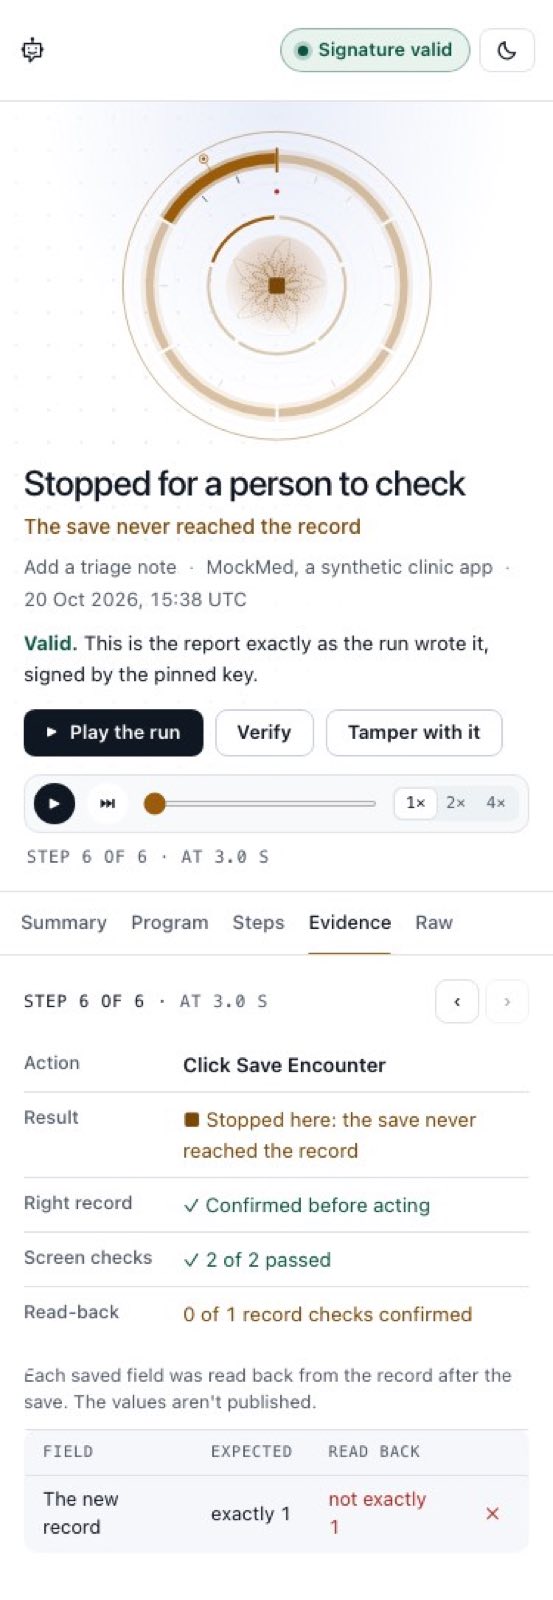 Signature valid
Stopped for a person to check
The save never reached the record
Add a triage note · MockMed, a synthetic clinic app ·
20 Oct 2026, 15:38 UTC
Valid. This is the report exactly as the run wrote it,
signed by the pinned key.
Play the run Verify Tamper with it
1× 2× 4×
STEP 6 OF 6 · AT 3.0 S
Summary Program Steps Evidence Raw
STEP 6 OF 6 · AT 3.0 S
Action Click Save Encounter
Result Stopped here: the save never
reached the record
Right record ✓ Confirmed before acting
Screen checks ✓ 2 of 2 passed
Read-back 0 of 1 record checks confirmed
Each saved field was read back from the record after the
save. The values aren't published.
FIELD EXPECTED READ BACK
The new
record
exactly 1
not exactly
1